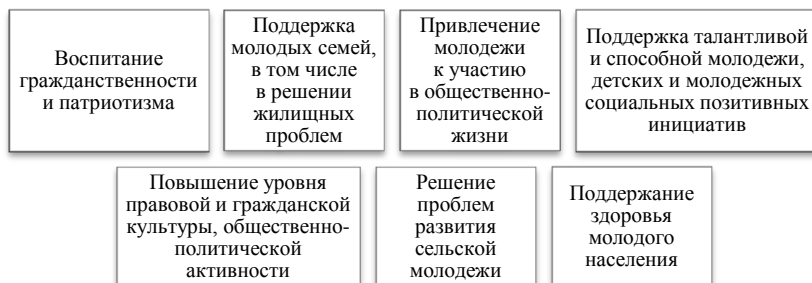 Воспитание
гражданственности
и патриотизма
Поддержка
молодых семей,
в том числе
в решении
жилищных
проблем
Привлечение
молодежи
к участию
в общественно-
политической
жизни
Поддержка талантливой
и способной молодежи,
детских и молодежных
социальных позитивных
инициатив
Повышение уровня
правовой и гражданской
культуры, общественно-
политической
активности
Решение
проблем
развития
сельской
молодежи
Поддержание
здоровья
молодого
населения